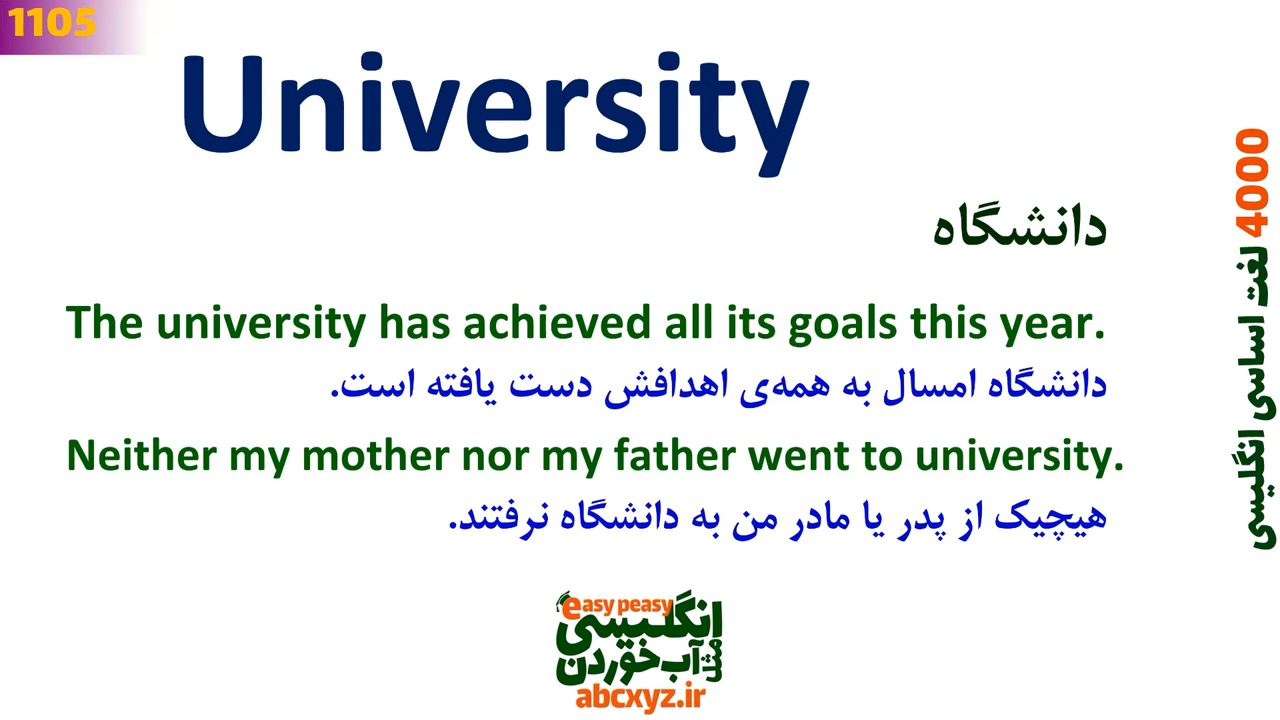 1105
University
دانشگاه
The university has achieved all its goals this year.
دانشگاه امسال به همه‌ی اهدافش دست یافته است.
Neither my mother nor my father went to university.
هیچیک از پدر یا مادر من به دانشگاه نرفتند.
4000 لغت اساسی انگلیسی
easy peasy
انگلیسی
مثل آب خوردن
abcxyz.ir